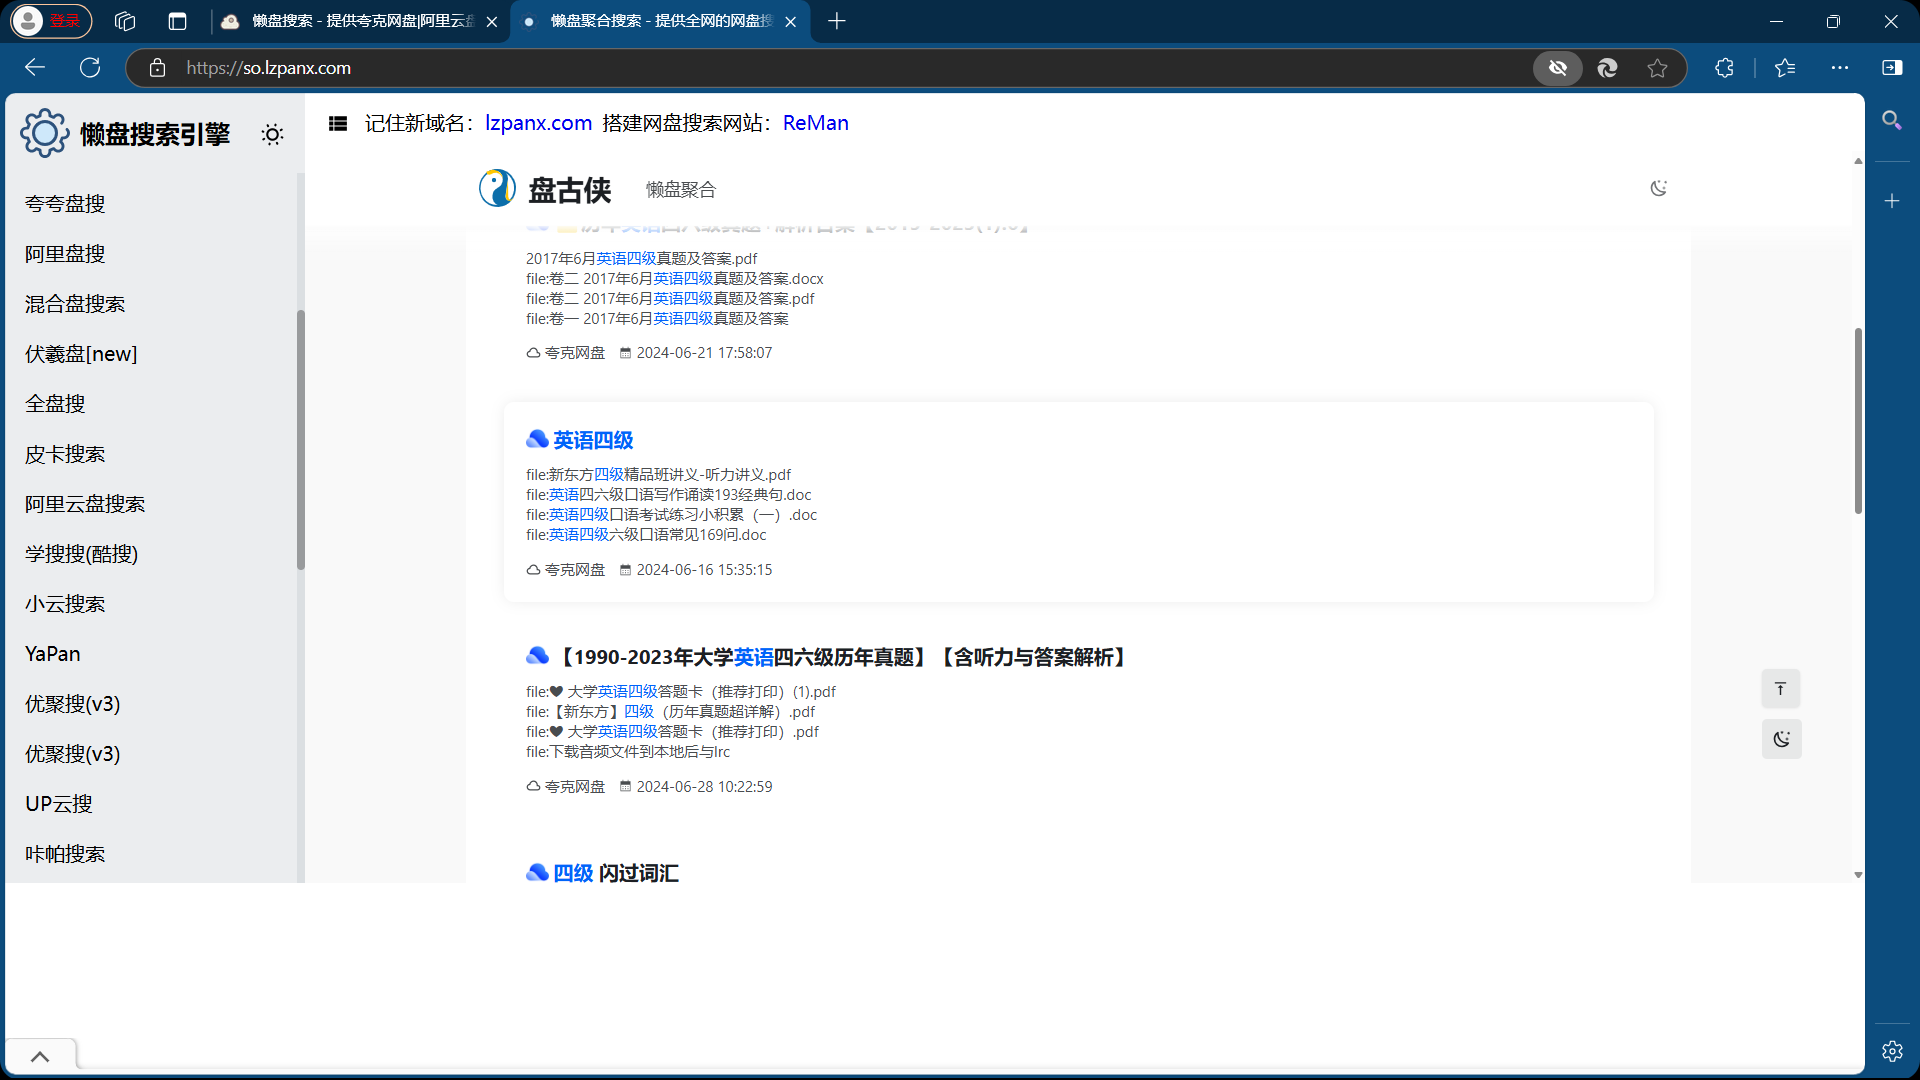 登录
懒盘搜索 - 提供夸克网盘|阿里云盘
懒盘聚合搜索 - 提供全网的网盘搜
https://so.lzpanx.com
懒盘搜索引擎
记住新域名：lzpanx.com 搭建网盘搜索网站：ReMan
盘古侠
懒盘聚合
夸夸盘搜
阿里盘搜
混合盘搜索
伏羲盘[new]
全盘搜
皮卡搜索
阿里云盘搜索
学搜搜(酷搜)
小云搜索
YaPan
优聚搜(v3)
优聚搜(v3)
UP云搜
咔帕搜索
2017年6月英语四级真题及答案.pdf
file:卷二 2017年6月英语四级真题及答案.docx
file:卷二 2017年6月英语四级真题及答案.pdf
file:卷一 2017年6月英语四级真题及答案
夸克网盘 2024-06-21 17:58:07
英语四级
file:新东方四级精品班讲义-听力讲义.pdf
file:英语四六级口语写作诵读193经典句.doc
file:英语四级口语考试练习小积累（一）.doc
file:英语四级六级口语常见169问.doc
夸克网盘 2024-06-16 15:35:15
【1990-2023年大学英语四六级历年真题】【含听力与答案解析】
file:❤ 大学英语四级答题卡（推荐打印）(1).pdf
file:【新东方】四级（历年真题超详解）.pdf
file:❤ 大学英语四级答题卡（推荐打印）.pdf
file:下载音频文件到本地后与lrc
夸克网盘 2024-06-28 10:22:59
四级 闪过词汇